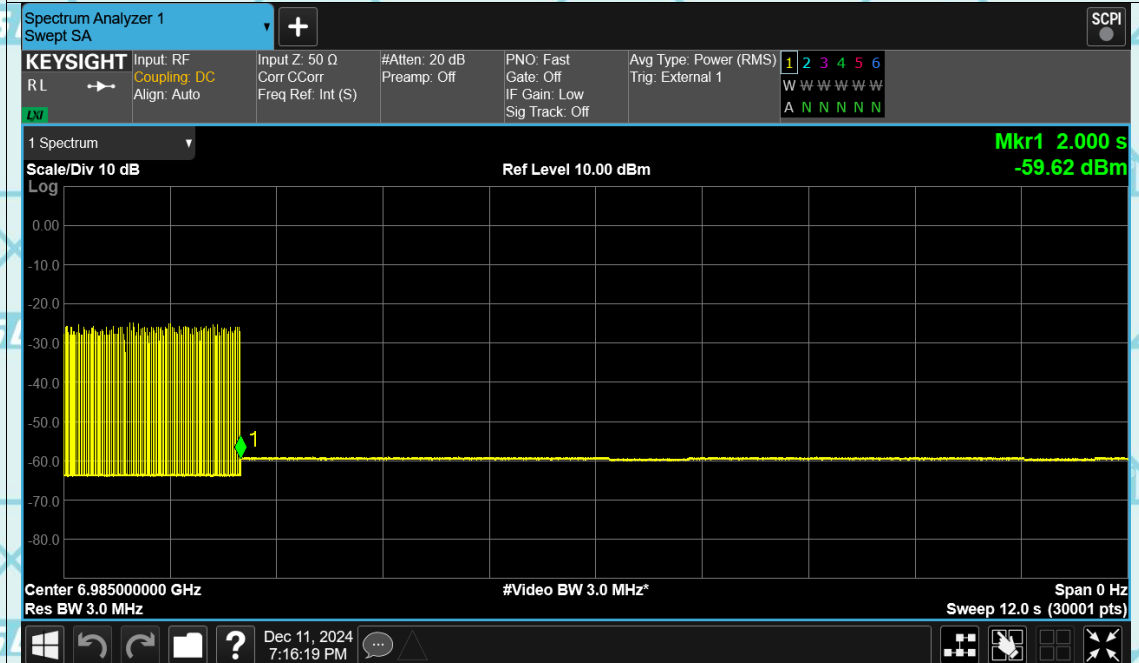 Spectrum Analyzer 1
Swept SA
+
SCPI
KEYSIGHT
R L
LXI
Input: RF
Coupling: DC
Align: Auto
Input Z: 50 Ω
Corr CCorr
Freq Ref: Int (S)
#Atten: 20 dB
Preamp: Off
PNO: Fast
Gate: Off
IF Gain: Low
Sig Track: Off
Avg Type: Power (RMS)
Trig: External 1
1 2 3 4 5 6
W W W W W W
A N N N N N
1 Spectrum
Mkr1 2.000 s
Scale/Div 10 dB
Ref Level 10.00 dBm
-59.62 dBm
Log
0.00
-10.0
-20.0
-30.0
-40.0
-50.0
-60.0
-70.0
-80.0
1
Center 6.985000000 GHz
#Video BW 3.0 MHz*
Span 0 Hz
Res BW 3.0 MHz
Sweep 12.0 s (30001 pts)
?
Dec 11, 2024
7:16:19 PM